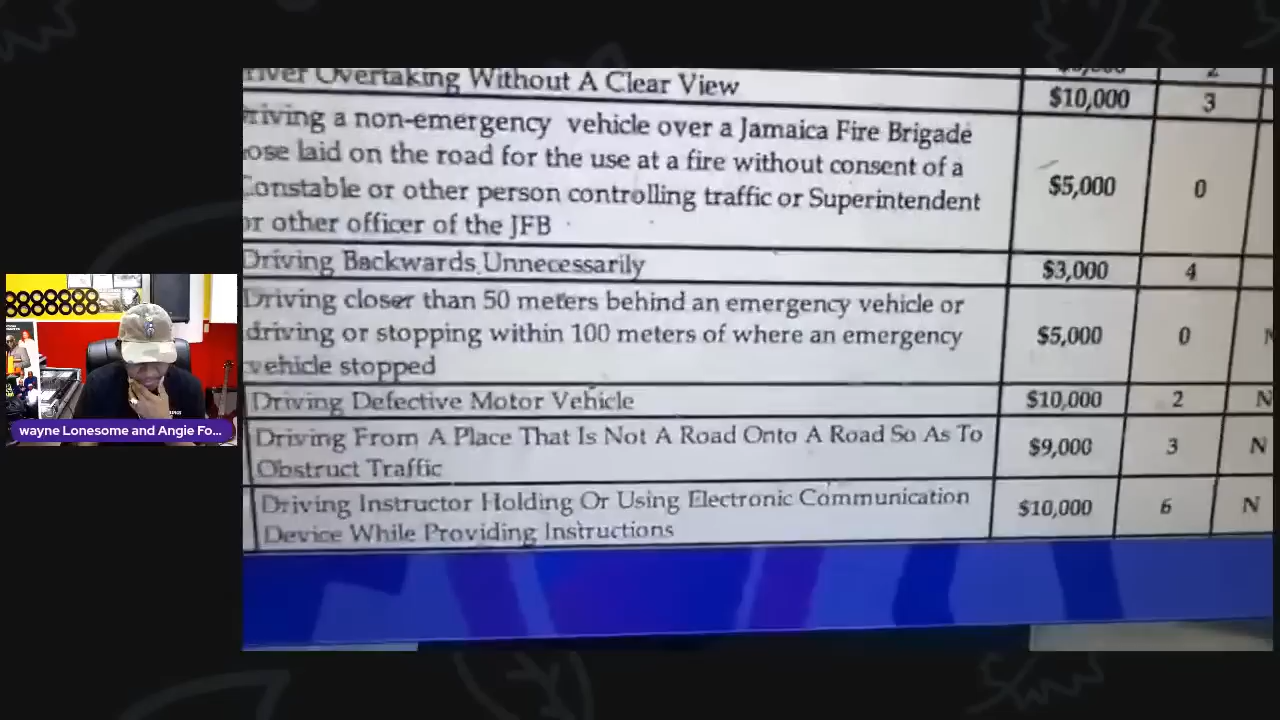 Overtaking Without A Clear View
$10,000
3
riving a non-emergency vehicle over a Jamaica Fire Brigade
ose laid on the road for the use at a fire without consent of a
Constable or other person controlling traffic or Superintendent
or other officer of the JFB
$5,000
0
Driving Backwards Unnecessarily
$3,000
4
Driving closer than 50 meters behind an emergency vehicle or
driving or stopping within 100 meters of where an emergency
vehicle stopped
$5,000
0
N
Driving Defective Motor Vehicle
$10,000
2
N
Driving From A Place That Is Not A Road Onto A Road So As To
Obstruct Traffic
$9,000
3
N
Driving Instructor Holding Or Using Electronic Communication
Device While Providing Instructions
$10,000
6
N
wayne Lonesome and Angie Fo...